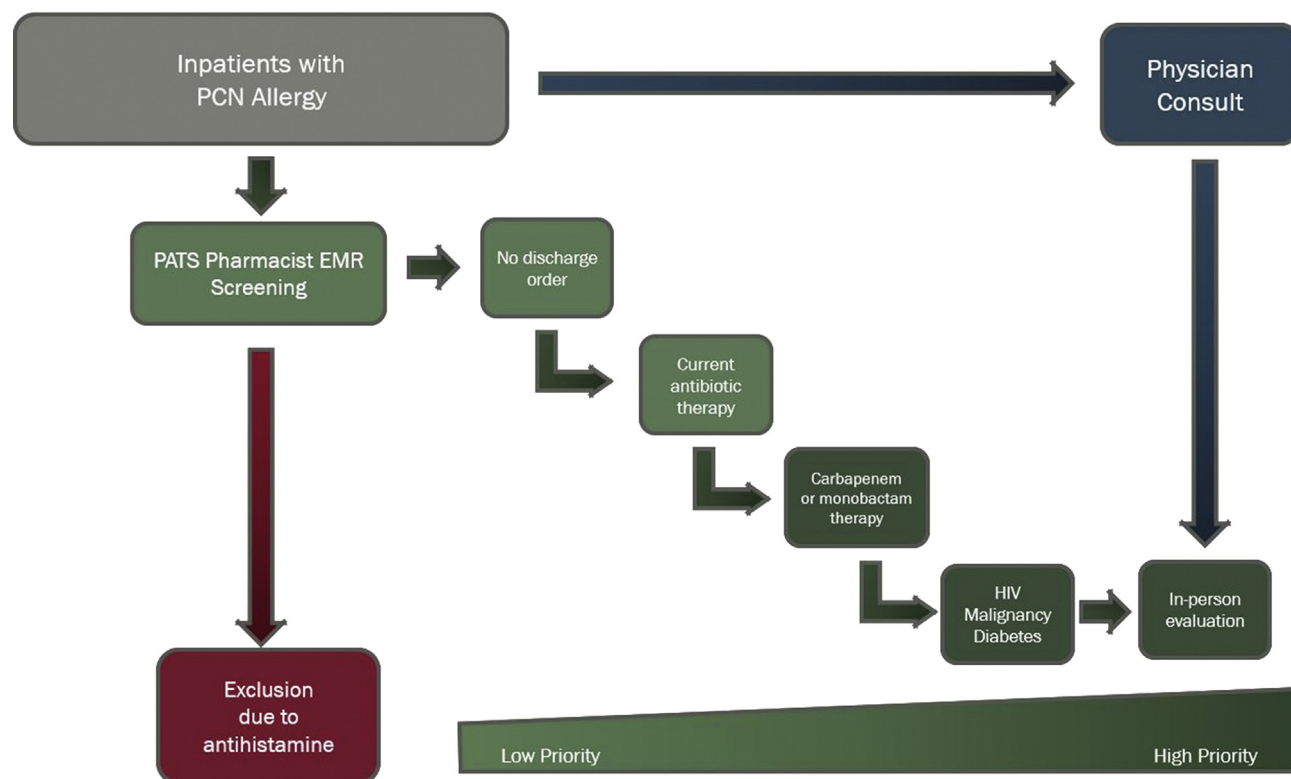 Inpatients with
PCN Allergy
Physician
Consult
PATS Pharmacist EMR
Screening
No discharge
order
Current
antibiotic
therapy
Carbapenem
or monobactam
therapy
HIV
Malignancy
Diabetes
In-person
evaluation
Exclusion
due to
antihistamine
Low Priority
High Priority